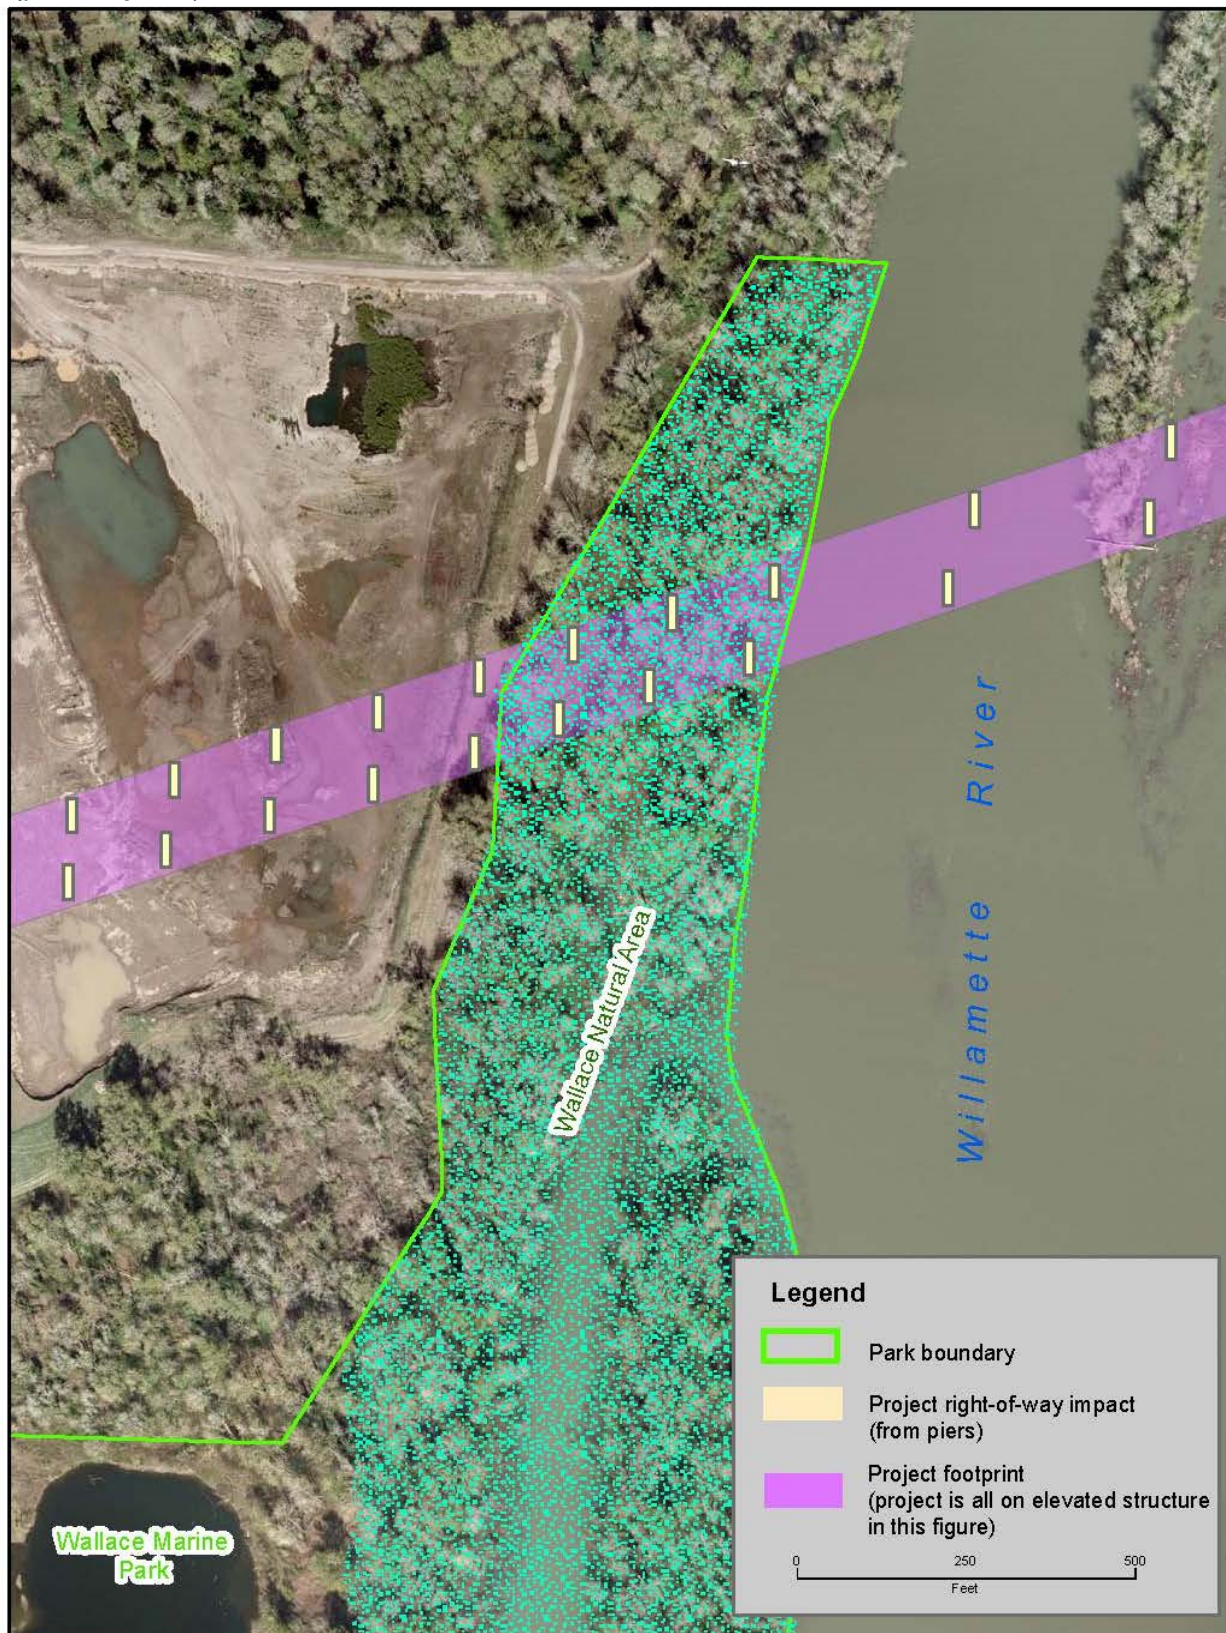 Wallace Natural Area
Willamette River
Wallace Marine
Park
Legend
Park boundary
Project right-of-way impact
(from piers)
Project footprint
(project is all on elevated structure
in this figure)
0 250 500
Feet